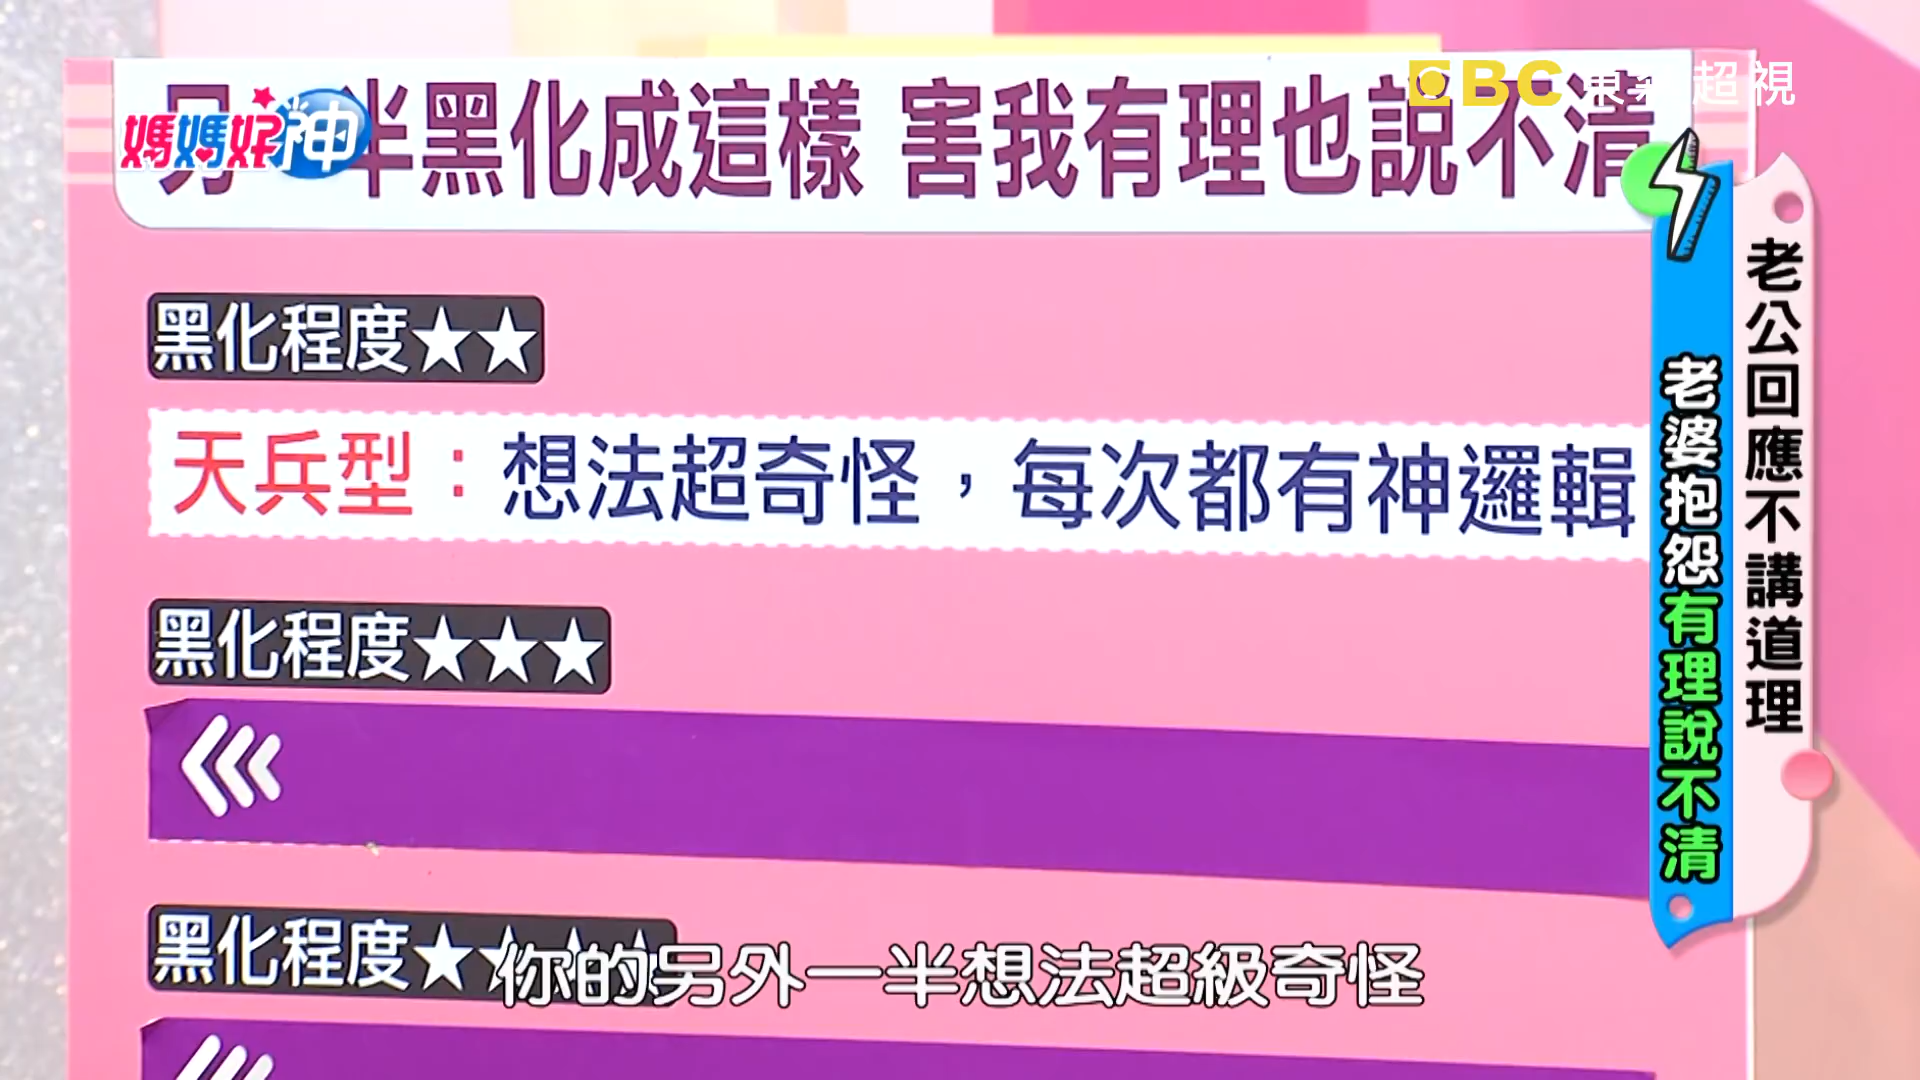 媽媽好神
EBC 東森超視
半黑化成這樣 害我有理也說不清
黑化程度★★
天兵型：想法超奇怪，每次都有神邏輯
黑化程度★★★
黑化程度★
你的另外一半想法超級奇怪
老公回應不講道理
老婆抱怨有理說不清